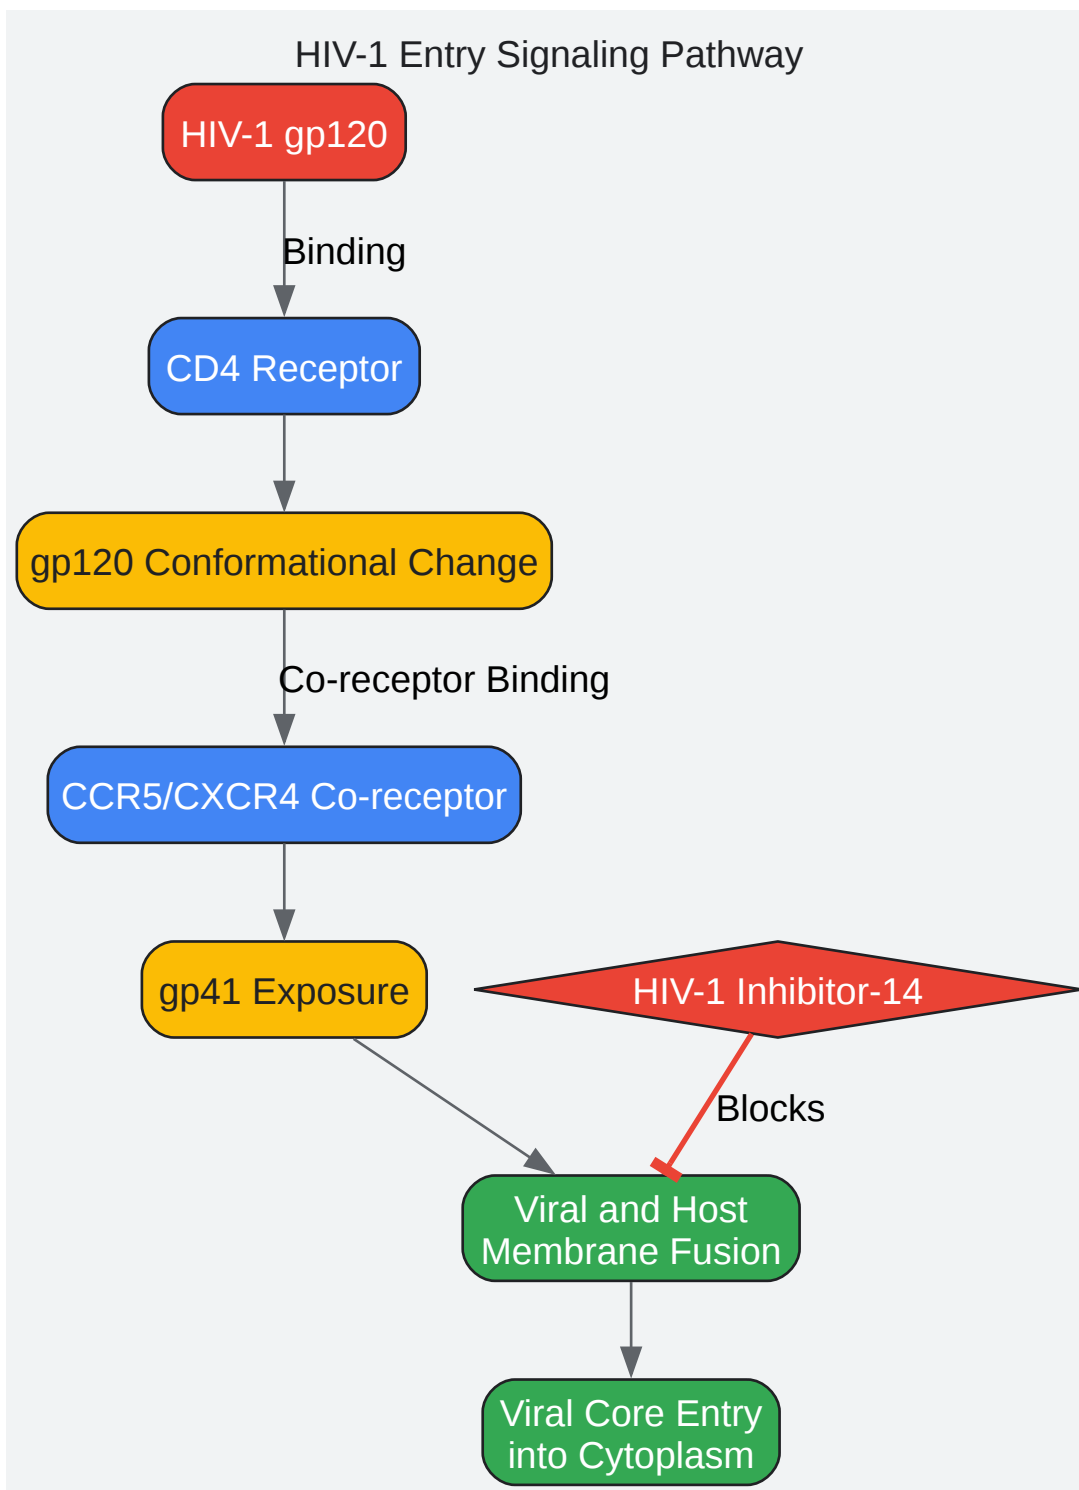 HIV-1 Entry Signaling Pathway
HIV-1 gp120
Binding
CD4 Receptor
gp120 Conformational Change
Co-receptor Binding
CCR5/CXCR4 Co-receptor
gp41 Exposure
HIV-1 Inhibitor-14
Blocks
Viral and Host
Membrane Fusion
Viral Core Entry
into Cytoplasm